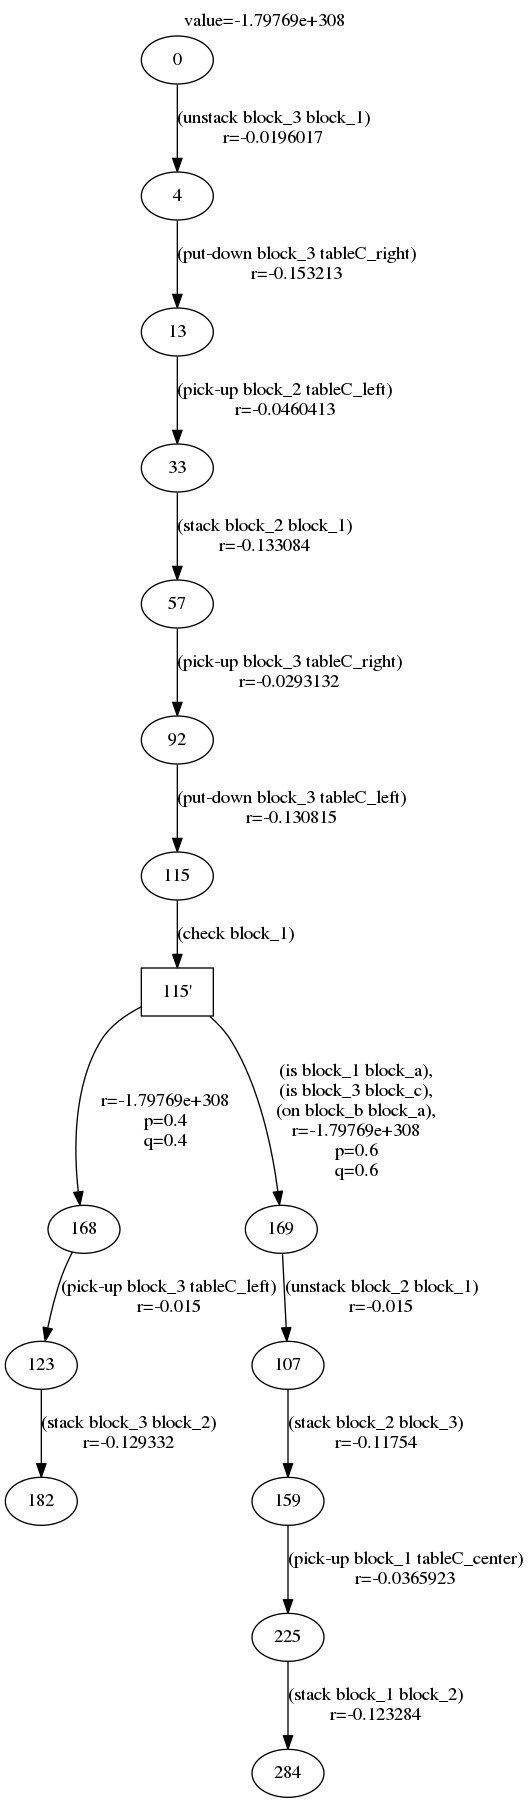 value=-1.79769e+308
0
(unstack block_3 block_1)
r=-0.0196017
4
(put-down block_3 tableC_right)
r=-0.153213
13
(pick-up block_2 tableC_left)
r=-0.0460413
33
(stack block_2 block_1)
r=-0.133084
57
(pick-up block_3 tableC_right)
r=-0.0293132
92
(put-down block_3 tableC_left)
r=-0.130815
115
(check block_1)
115'
r=-1.79769e+308
p=0.4
q=0.4
(is block_1 block_a),
(is block_3 block_c),
(on block_b block_a),
r=-1.79769e+308
p=0.6
q=0.6
168
169
(pick-up block_3 tableC_left)
r=-0.015
(unstack block_2 block_1)
r=-0.015
123
107
(stack block_3 block_2)
r=-0.129332
(stack block_2 block_3)
r=-0.11754
182
159
(pick-up block_1 tableC_center)
r=-0.0365923
225
(stack block_1 block_2)
r=-0.123284
284